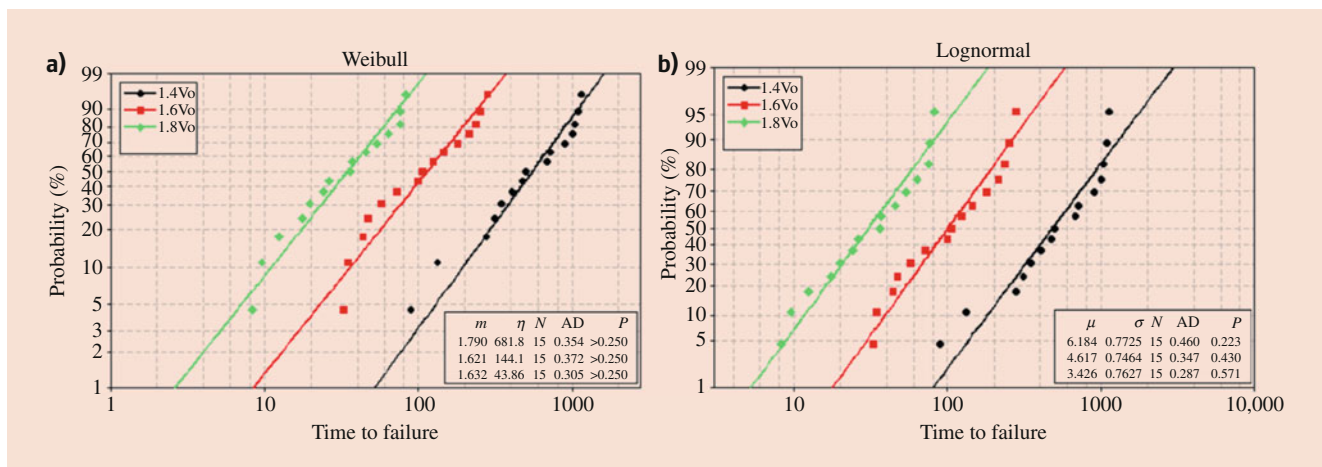 a)
Weibull
Probability (%)
99
90
80
70
60
50
40
30
20
10
5
3
2
1
1.4Vo
1.6Vo
1.8Vo
m η N AD P
1.790 681.8 15 0.354 >0.250
1.621 144.1 15 0.372 >0.250
1.632 43.86 15 0.305 >0.250
1 10 100 1000
Time to failure
b)
Lognormal
Probability (%)
99
95
90
80
70
60
50
40
30
20
10
5
1
1.4Vo
1.6Vo
1.8Vo
μ σ N AD P
6.184 0.7725 15 0.460 0.223
4.617 0.7464 15 0.347 0.430
3.426 0.7627 15 0.287 0.571
10 100 1000 10,000
Time to failure